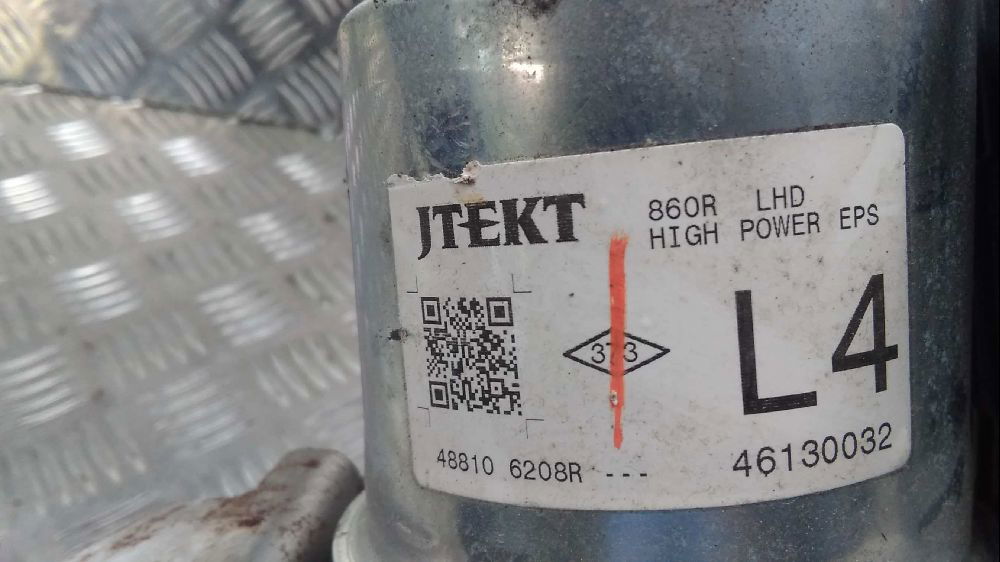 JTEKT
860R LHD
HIGH POWER EPS
373
L4
48810 6208R ---
46130032